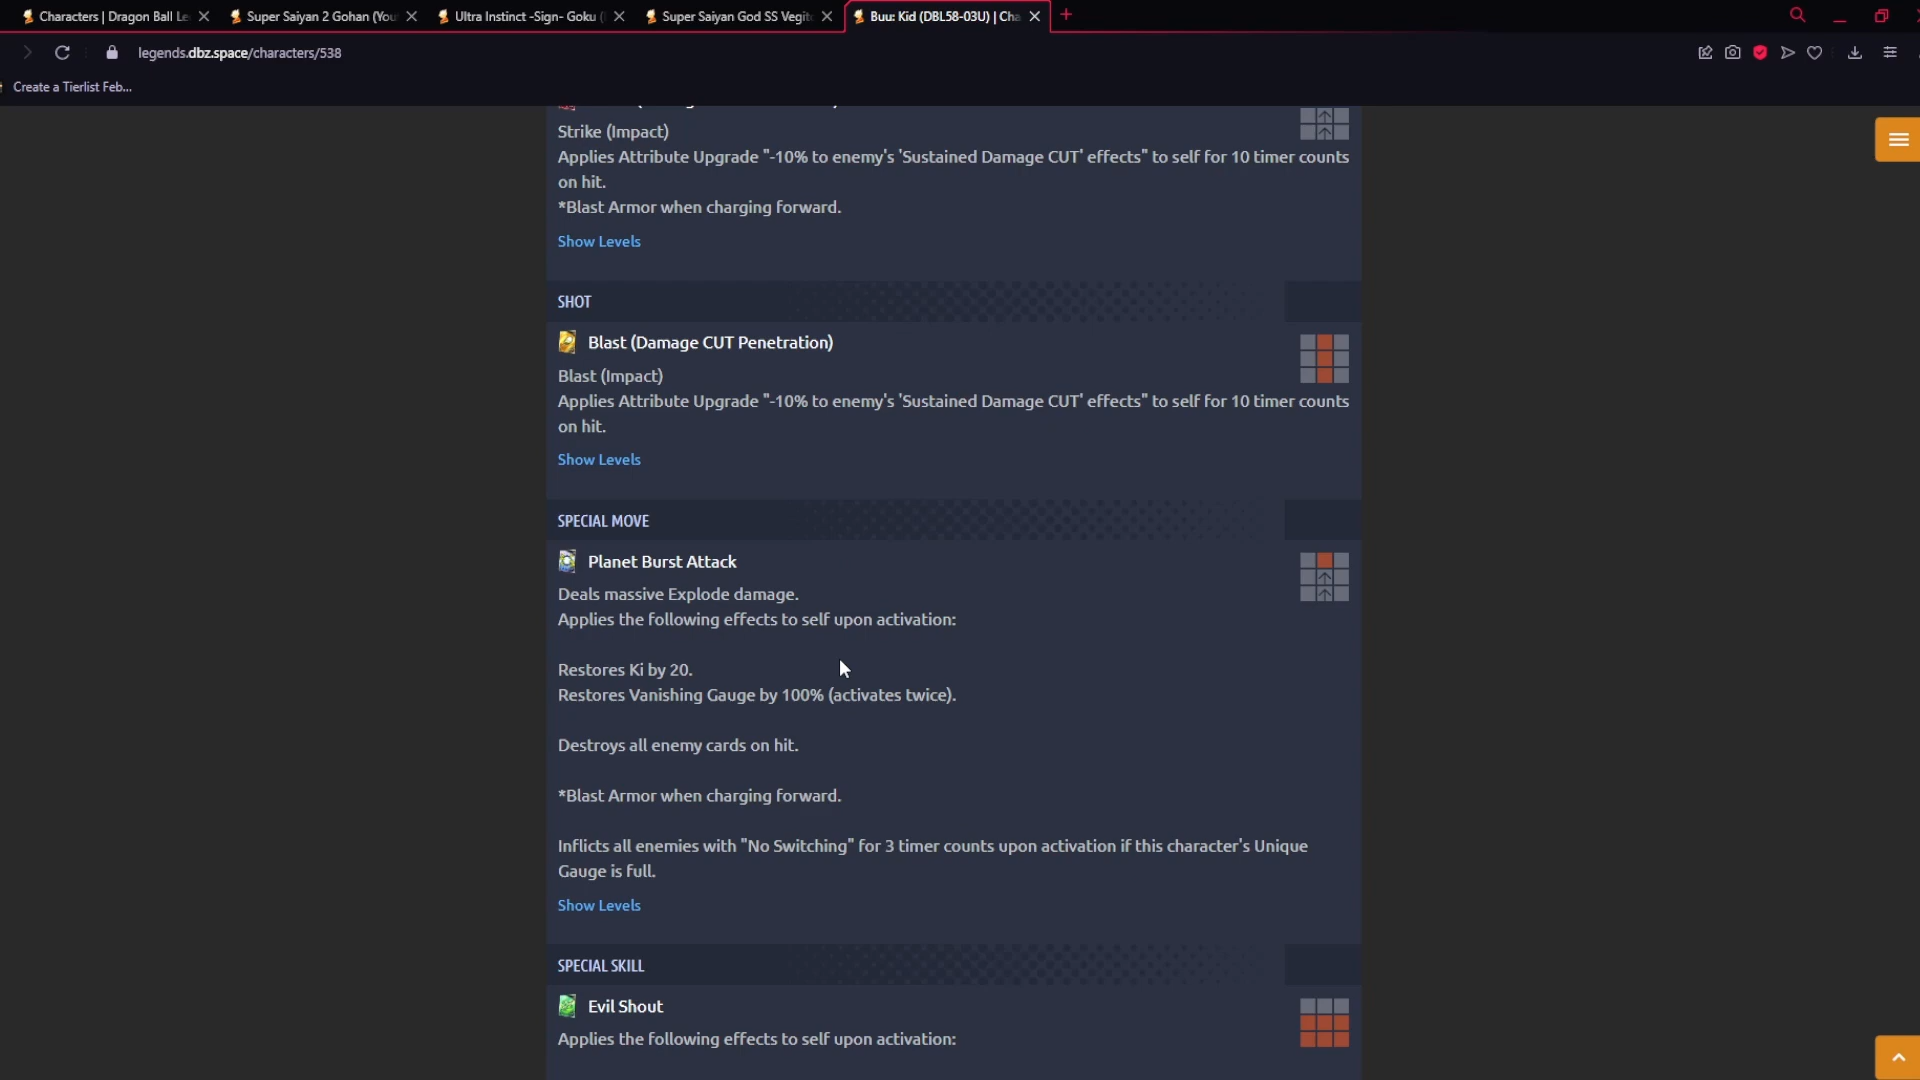 Characters | Dragon Ball Le
Super Saiyan 2 Gohan (You
Ultra Instinct -Sign- Goku (
Super Saiyan God SS Vegit
Buu: Kid (DBL58-03U) | Cha
legends.dbz.space/characters/538
Create a Tierlist Feb...
Strike (Impact)
Applies Attribute Upgrade "-10% to enemy's 'Sustained Damage CUT' effects" to self for 10 timer counts
on hit.
*Blast Armor when charging forward.
Show Levels
SHOT
Blast (Damage CUT Penetration)
Blast (Impact)
Applies Attribute Upgrade "-10% to enemy's 'Sustained Damage CUT' effects" to self for 10 timer counts
on hit.
Show Levels
SPECIAL MOVE
Planet Burst Attack
Deals massive Explode damage.
Applies the following effects to self upon activation:
Restores Ki by 20.
Restores Vanishing Gauge by 100% (activates twice).
Destroys all enemy cards on hit.
*Blast Armor when charging forward.
Inflicts all enemies with "No Switching" for 3 timer counts upon activation if this character's Unique
Gauge is full.
Show Levels
SPECIAL SKILL
Evil Shout
Applies the following effects to self upon activation: